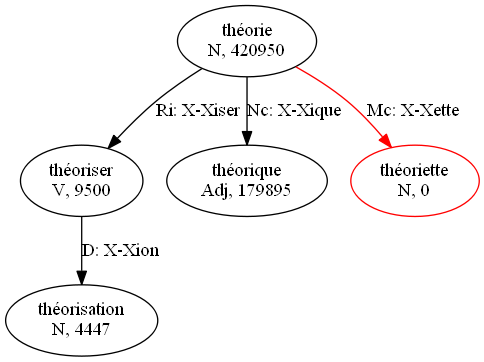 théorie
N, 420950
Ri: X-Xiser
Nc: X-Xique
Mc: X-Xette
théoriser
V, 9500
théorique
Adj, 179895
théoriette
N, 0
D: X-Xion
théorisation
N, 4447